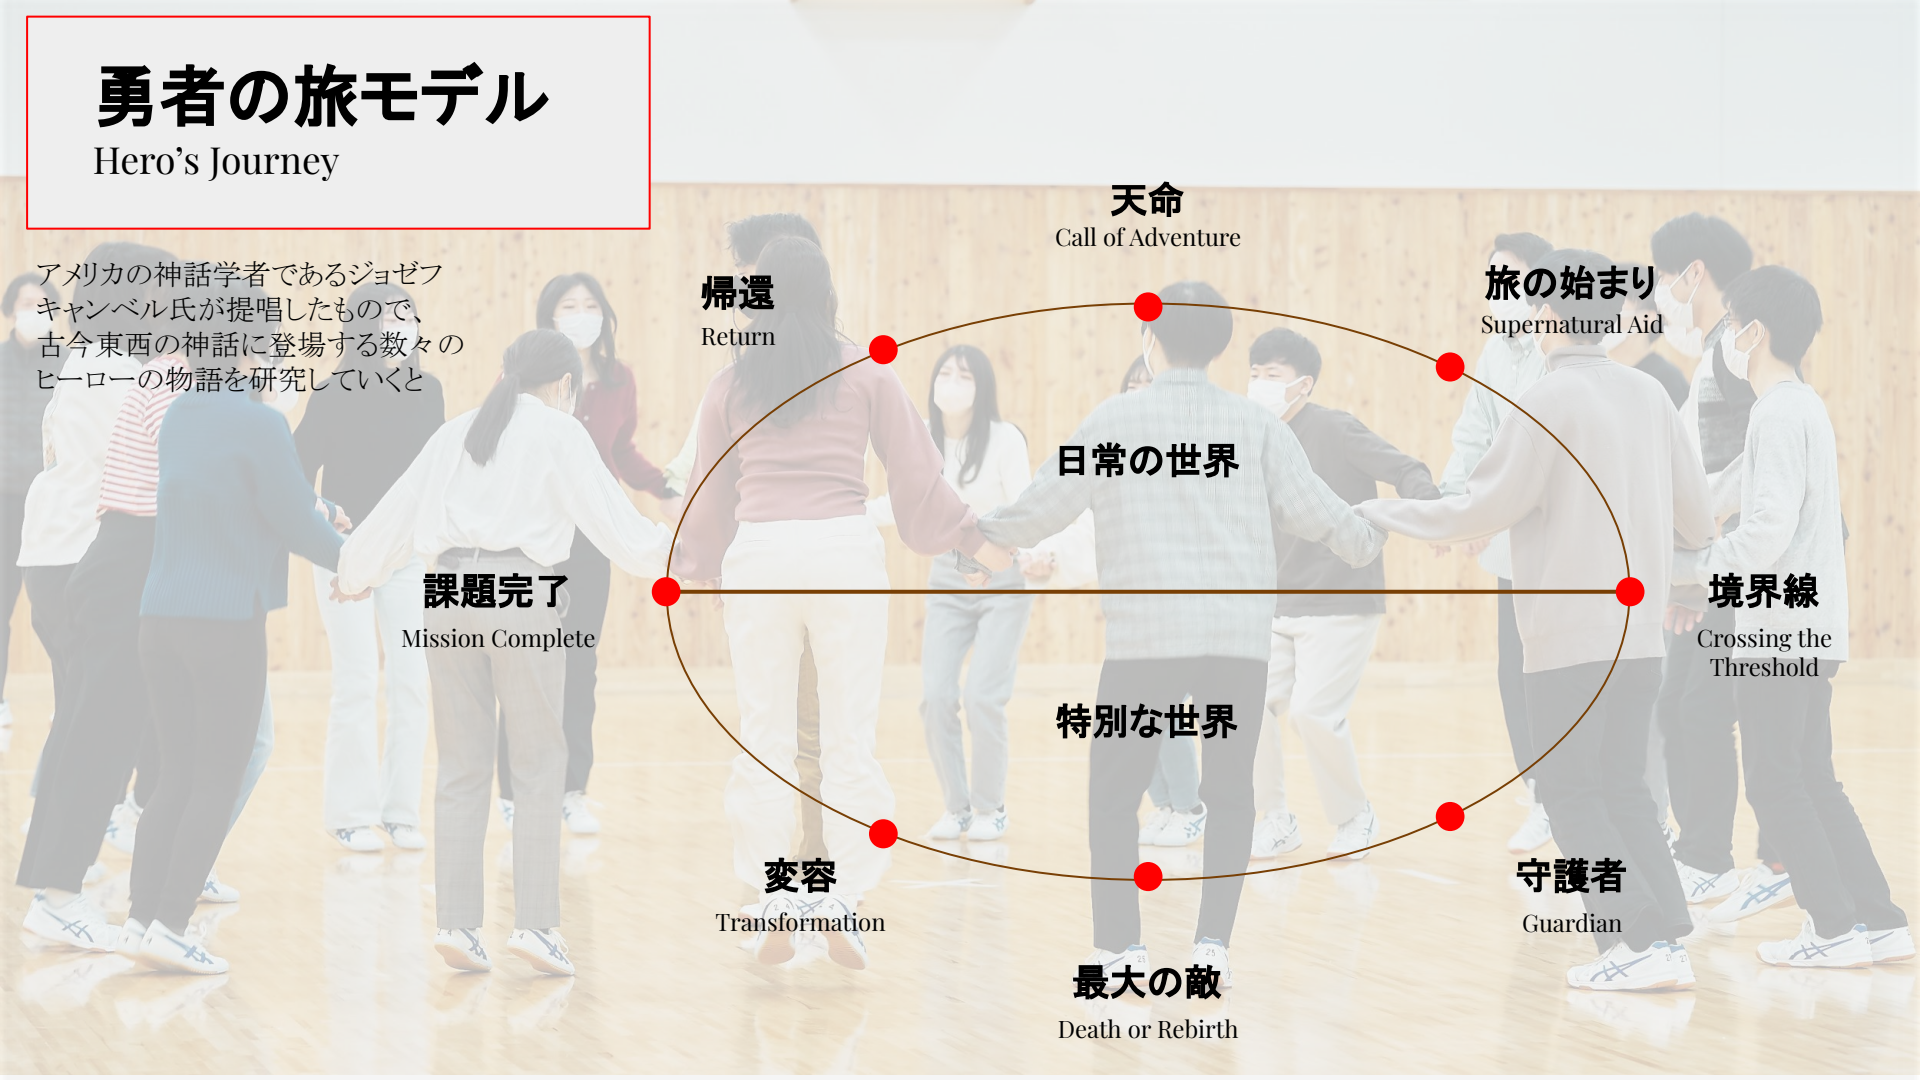 勇者の旅モデル
Hero’s Journey
アメリカの神話学者であるジョゼフ
キャンベル氏が提唱したもので、
古今東西の神話に登場する数々の
ヒーローの物語を研究していくと
天命
Call of Adventure
旅の始まり
Supernatural Aid
帰還
Return
日常の世界
課題完了
Mission Complete
境界線
Crossing the
Threshold
特別な世界
変容
Transformation
守護者
Guardian
最大の敵
Death or Rebirth